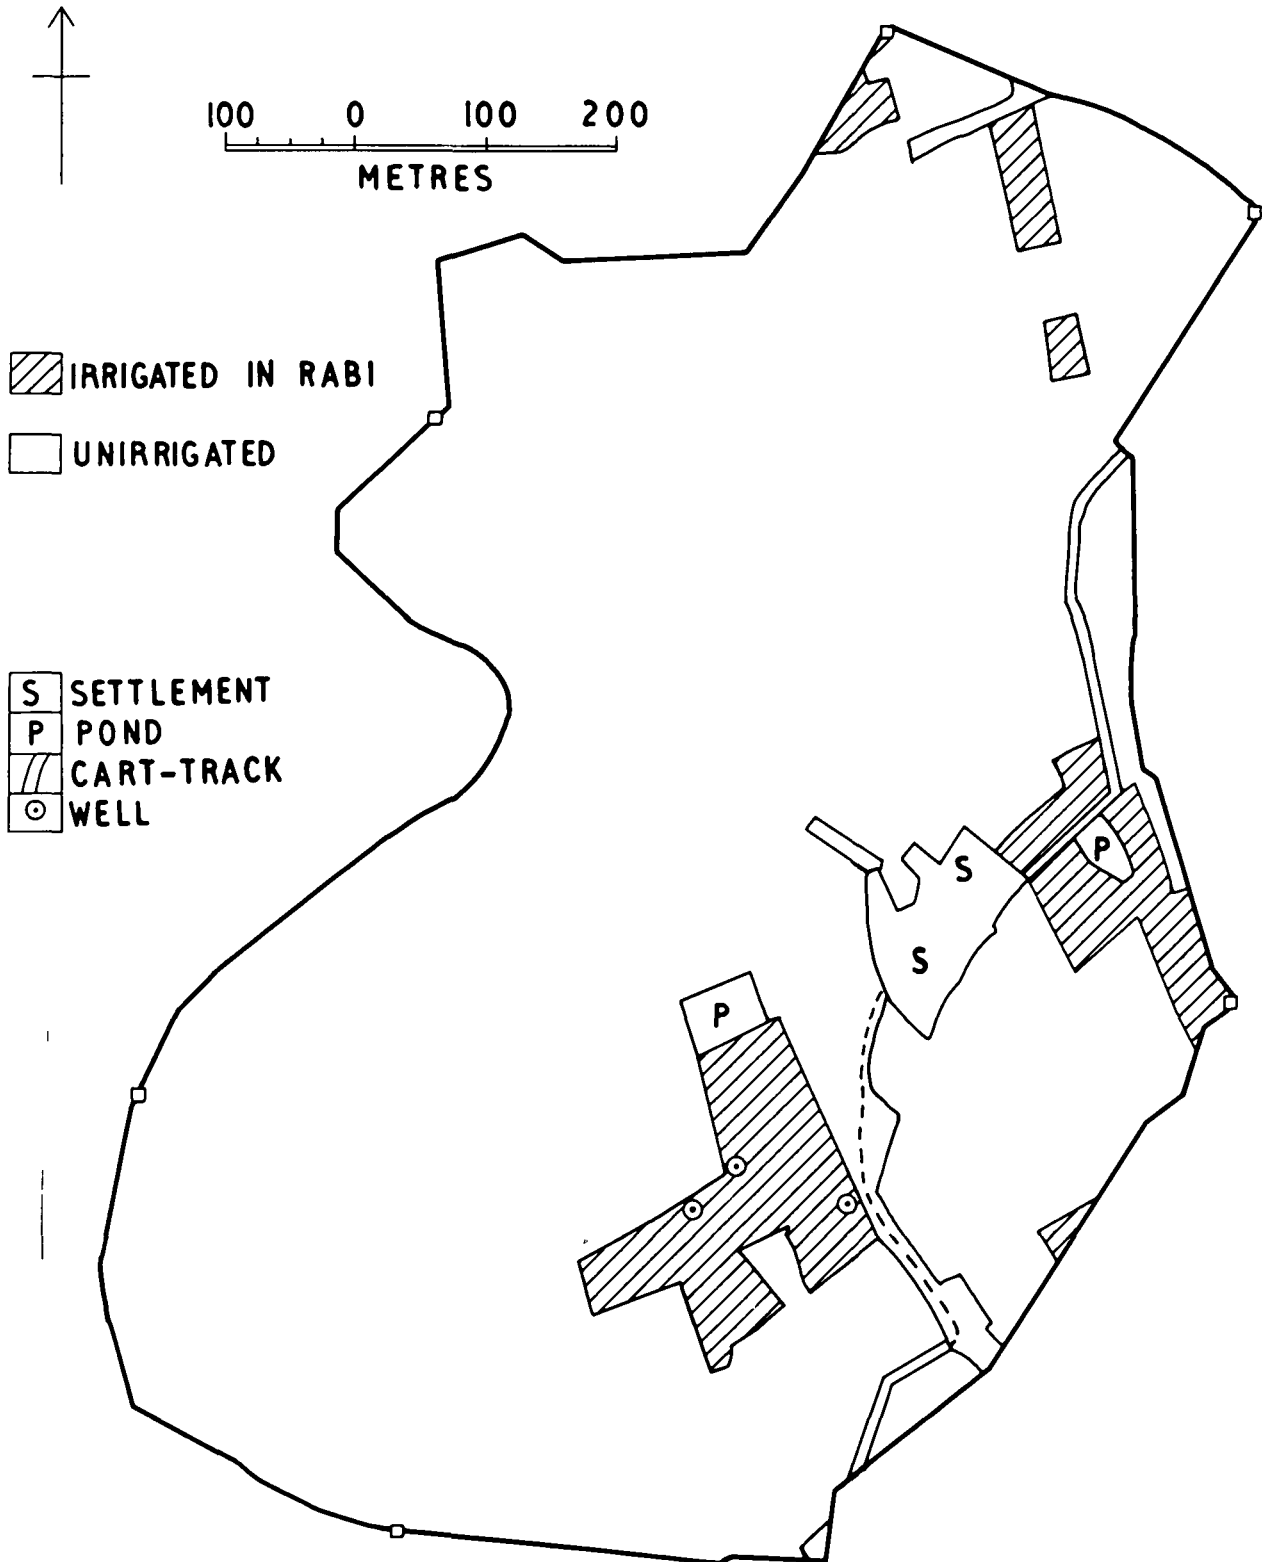 100 0 100 200
METRES
IRRIGATED IN RABI
UNIRRIGATED
S SETTLEMENT
P POND
CART-TRACK
WELL
P
S
S
P